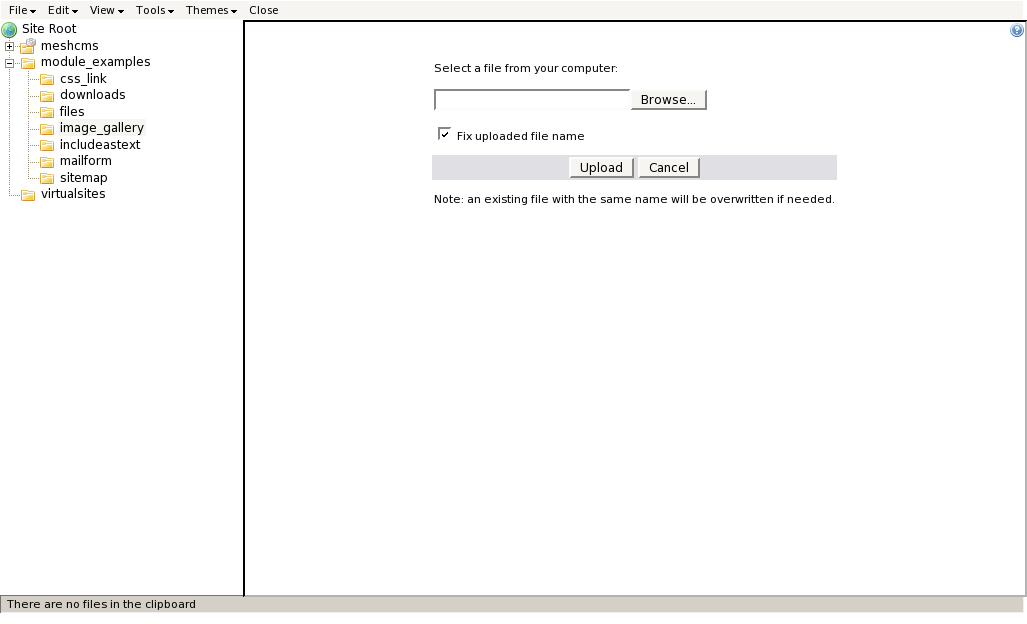 File Edit View Tools Themes Close
Site Root
meshcms
module_examples
css_link
downloads
files
image_gallery
includeastext
mailform
sitemap
virtualsites
Select a file from your computer:
Browse...
Fix uploaded file name
Upload Cancel
Note: an existing file with the same name will be overwritten if needed.
There are no files in the clipboard